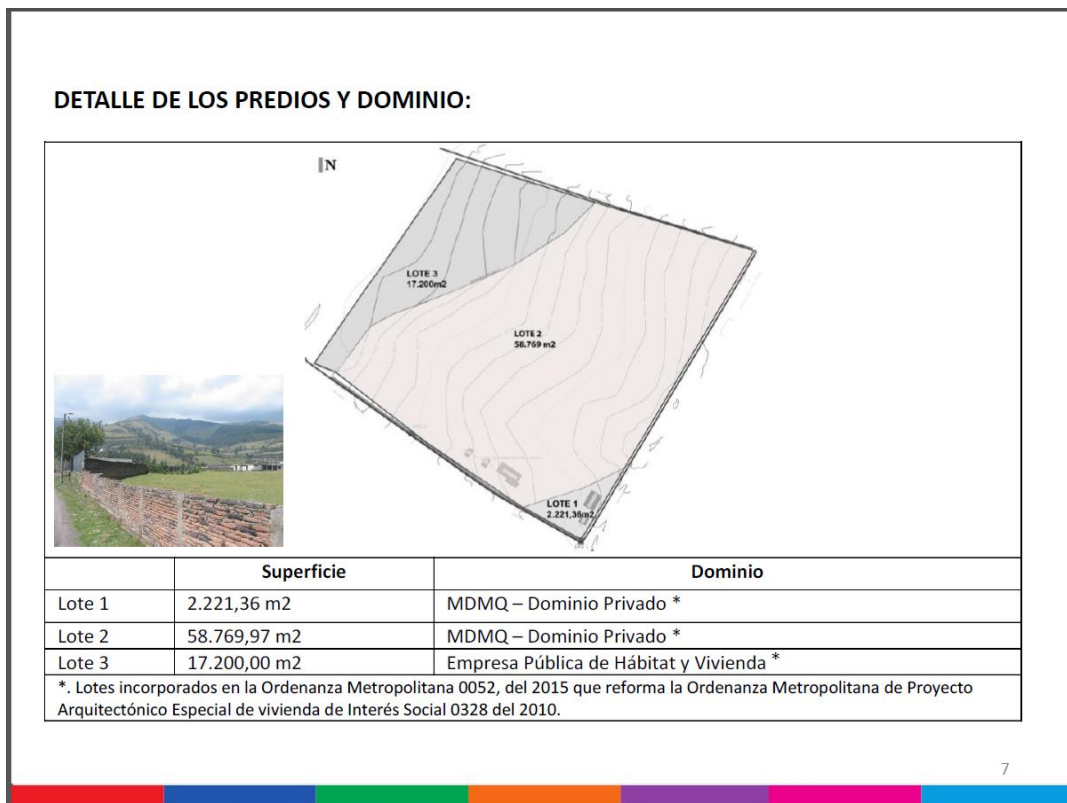 DETALLE DE LOS PREDIOS Y DOMINIO:
N
LOTE 3
17.200m2
LOTE 2
58.769 m2
LOTE 1
2.221,36m2
Superficie Dominio
Lote 1 2.221,36 m2 MDMQ – Dominio Privado *
Lote 2 58.769,97 m2 MDMQ – Dominio Privado *
Lote 3 17.200,00 m2 Empresa Pública de Hábitat y Vivienda *
*. Lotes incorporados en la Ordenanza Metropolitana 0052, del 2015 que reforma la Ordenanza Metropolitana de Proyecto
Arquitectónico Especial de vivienda de Interés Social 0328 del 2010.
7